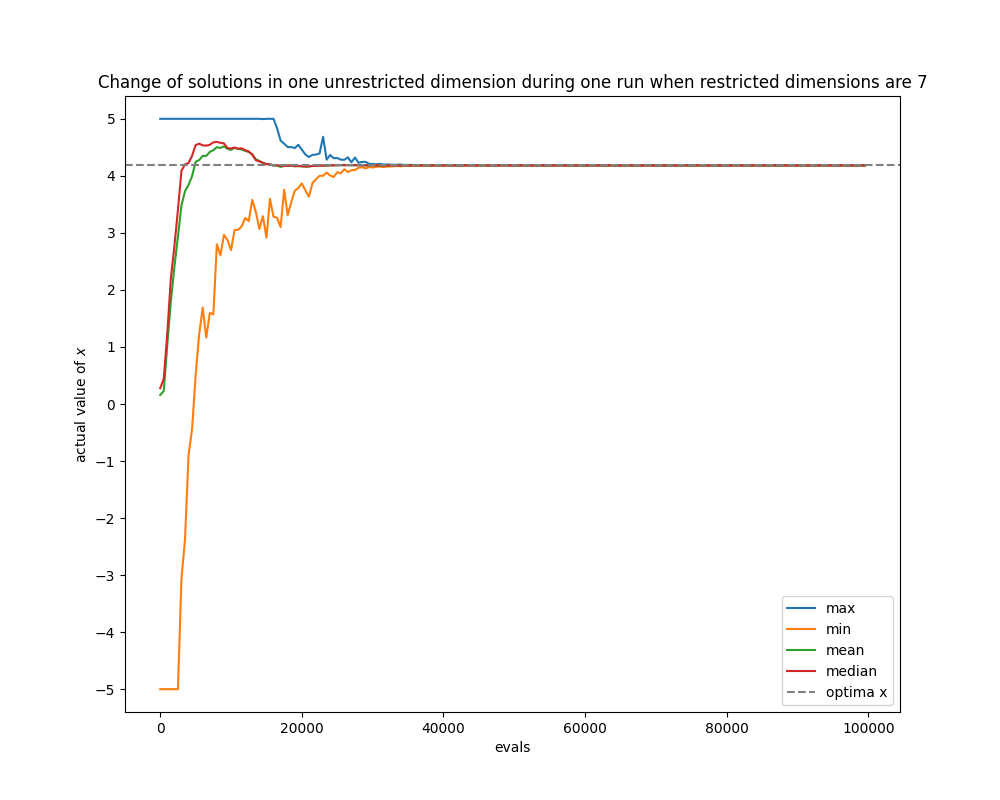 Change of solutions in one unrestricted dimension during one run when restricted dimensions are 7
5
4
3
2
1
0
−1
−2
−3
−4
−5
actual value of x
0 20000 40000 60000 80000 100000
evals
max
min
mean
median
optima x